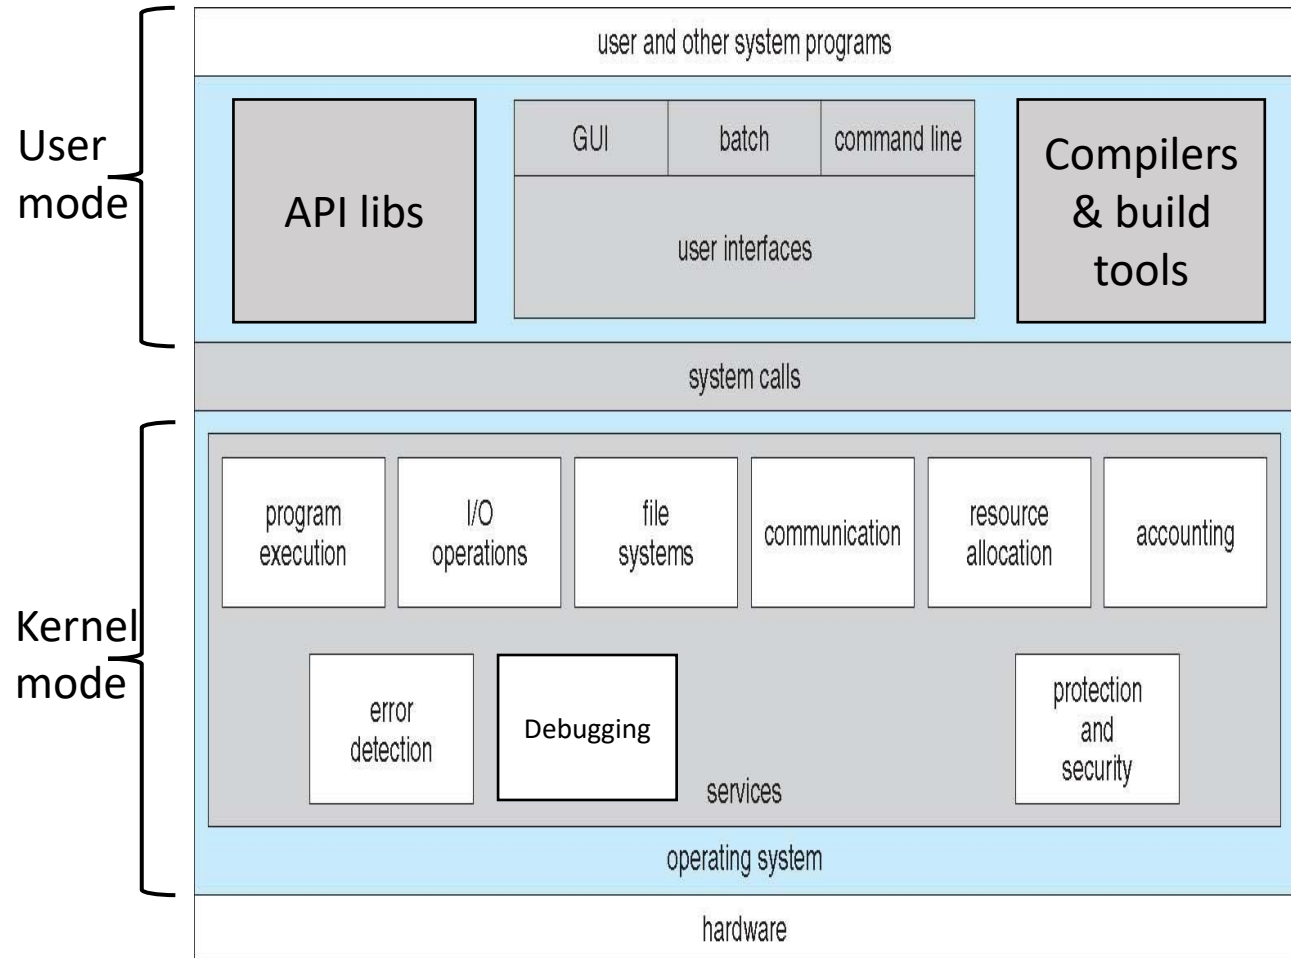 user and other system programs
User
mode
API libs
GUI
batch
command line
user interfaces
Compilers
& build
tools
system calls
Kernel
mode
program
execution
I/O
operations
file
systems
communication
resource
allocation
accounting
error
detection
Debugging
protection
and
security
services
operating system
hardware